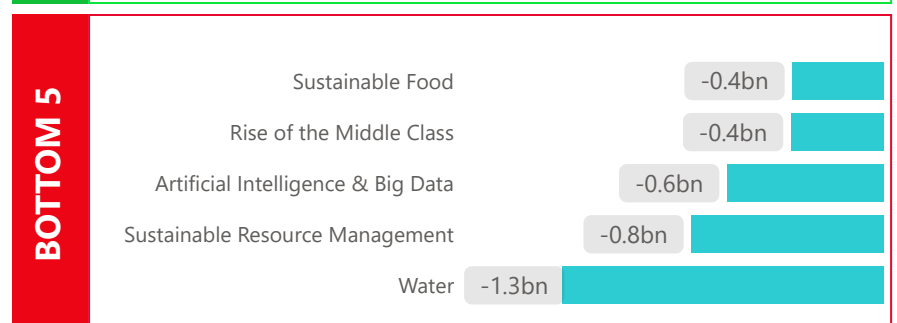 BOTTOM 5
Sustainable Food -0.4bn
Rise of the Middle Class -0.4bn
Artificial Intelligence & Big Data -0.6bn
Sustainable Resource Management -0.8bn
Water -1.3bn